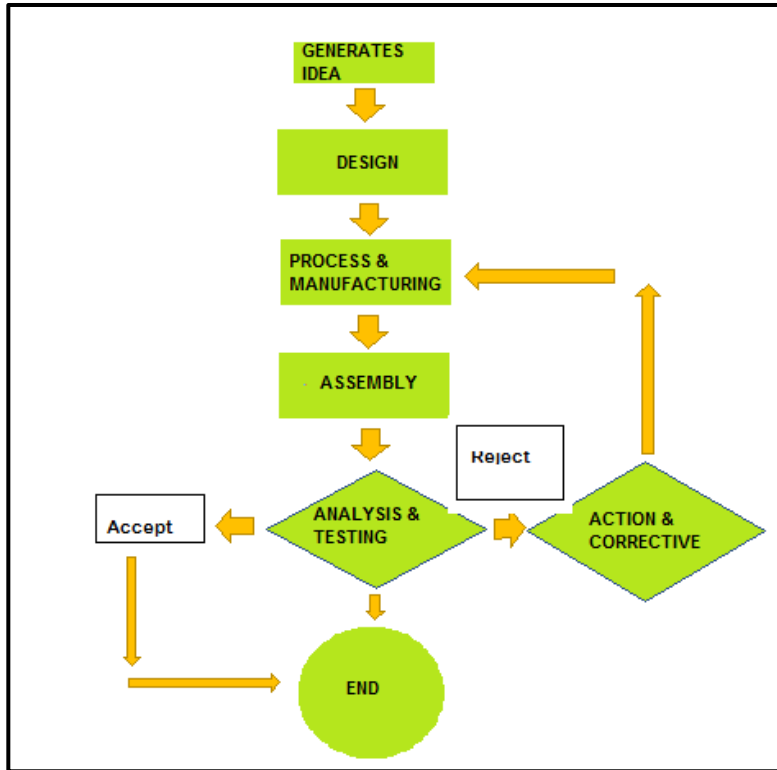 GENERATES
IDEA
DESIGN
PROCESS &
MANUFACTURING
ASSEMBLY
Reject
Accept
ANALYSIS &
TESTING
ACTION &
CORRECTIVE
END